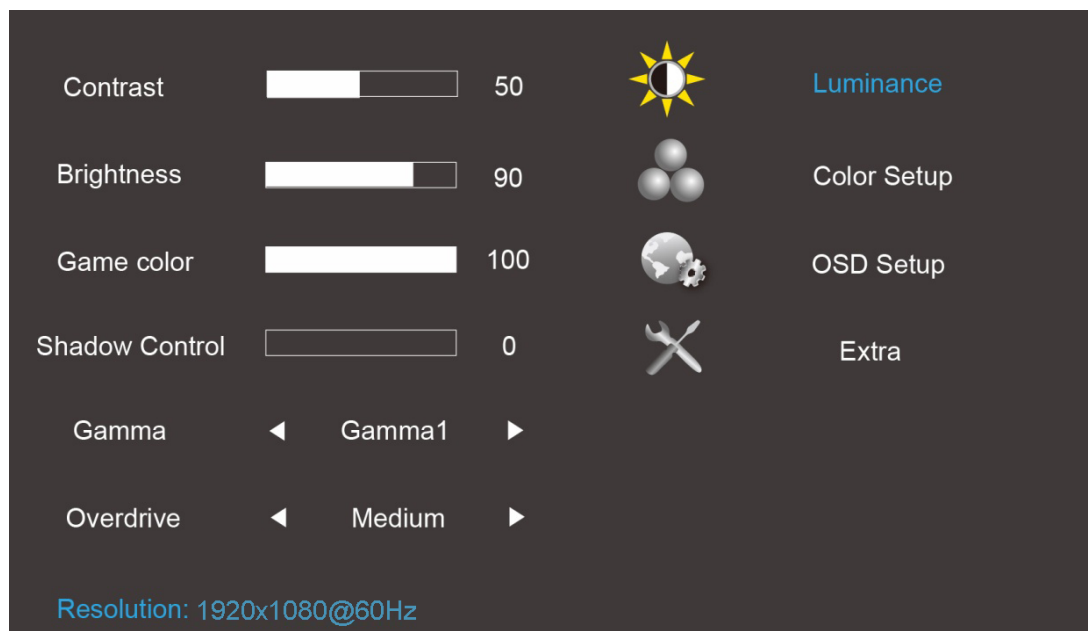 Contrast 50 Luminance
Brightness 90 Color Setup
Game color 100 OSD Setup
Shadow Control 0 Extra
Gamma Gamma1
Overdrive Medium
Resolution: 1920x1080@60Hz